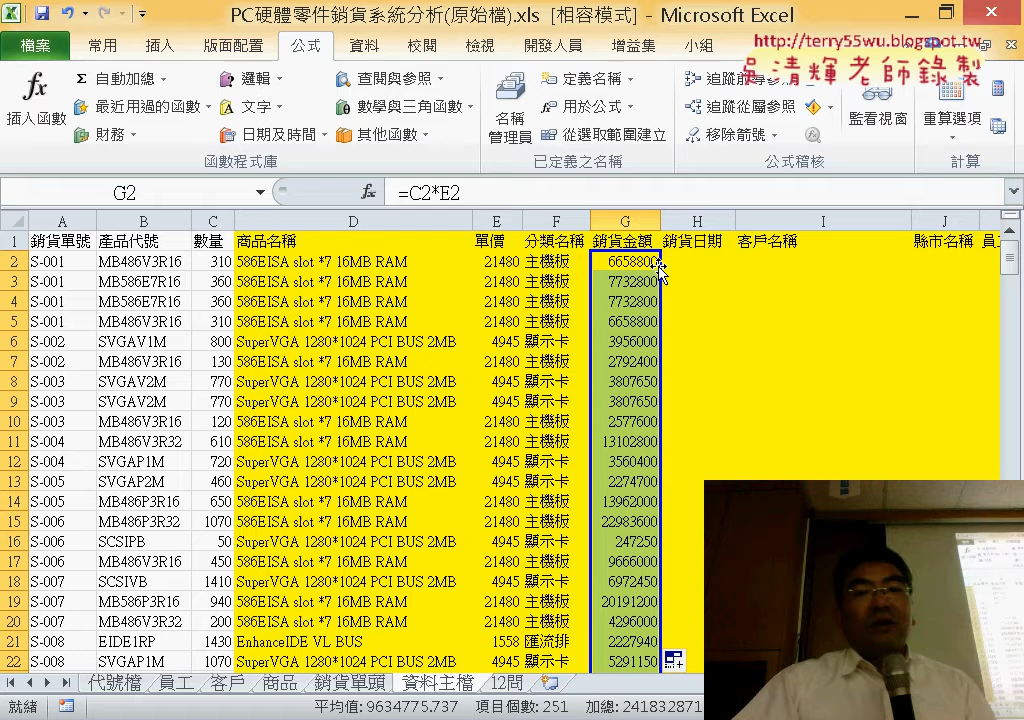 PC硬體零件銷貨系統分析(原始檔).xls [相容模式] - Microsoft Excel
檔案 常用 插入 版面配置 公式 資料 校閱 檢視 開發人員 增益集 小組
http://terry55wu.blogspot.tw
吳清輝老師錄製
fx 插入函數
Σ 自動加總
最近用過的函數
財務
邏輯
文字
日期及時間
查閱與參照
數學與三角函數
其他函數
函數程式庫
名稱管理員
定義名稱
用於公式
從選取範圍建立
已定義之名稱
追蹤從屬參照
移除箭號
監看視窗
公式稽核
重算選項
計算
G2 fx =C2*E2
A B C D E F G H I J
1 銷貨單號 產品代號 數量 商品名稱 單價 分類名稱 銷貨金額 銷貨日期 客戶名稱 縣市名稱
2 S-001 MB486V3R16 310 586EISA slot *7 16MB RAM 21480 主機板 6658800
3 S-001 MB586E7R16 360 586EISA slot *7 16MB RAM 21480 主機板 7732800
4 S-001 MB586E7R16 360 586EISA slot *7 16MB RAM 21480 主機板 7732800
5 S-001 MB486V3R16 310 586EISA slot *7 16MB RAM 21480 主機板 6658800
6 S-002 SVGAV1M 800 SuperVGA 1280*1024 PCI BUS 2MB 4945 顯示卡 3956000
7 S-002 MB486V3R16 130 586EISA slot *7 16MB RAM 21480 主機板 2792400
8 S-003 SVGAV2M 770 SuperVGA 1280*1024 PCI BUS 2MB 4945 顯示卡 3807650
9 S-003 SVGAV2M 770 SuperVGA 1280*1024 PCI BUS 2MB 4945 顯示卡 3807650
10 S-003 MB486V3R16 120 586EISA slot *7 16MB RAM 21480 主機板 2577600
11 S-004 MB486V3R32 610 586EISA slot *7 16MB RAM 21480 主機板 13102800
12 S-004 SVGAP1M 720 SuperVGA 1280*1024 PCI BUS 2MB 4945 顯示卡 3560400
13 S-005 SVGAP2M 460 SuperVGA 1280*1024 PCI BUS 2MB 4945 顯示卡 2274700
14 S-005 MB486P3R16 650 586EISA slot *7 16MB RAM 21480 主機板 13962000
15 S-006 MB486P3R32 1070 586EISA slot *7 16MB RAM 21480 主機板 22983600
16 S-006 SCSIPB 50 SuperVGA 1280*1024 PCI BUS 2MB 4945 顯示卡 247250
17 S-006 MB486V3R16 450 586EISA slot *7 16MB RAM 21480 主機板 9666000
18 S-007 SCSIVB 1410 SuperVGA 1280*1024 PCI BUS 2MB 4945 顯示卡 6972450
19 S-007 MB586P3R16 940 586EISA slot *7 16MB RAM 21480 主機板 20191200
20 S-007 MB486V3R32 200 586EISA slot *7 16MB RAM 21480 主機板 4296000
21 S-008 EIDE1RP 1430 EnhanceIDE VL BUS 1558 匯流排 2227940
22 S-008 SVGAP1M 1070 SuperVGA 1280*1024 PCI BUS 2MB 4945 顯示卡 5291150
代號檔 員工 客戶 商品 銷貨單頭 資料主檔 12問
就緒 平均值: 9634775.737 項目個數: 251 加總: 241832871